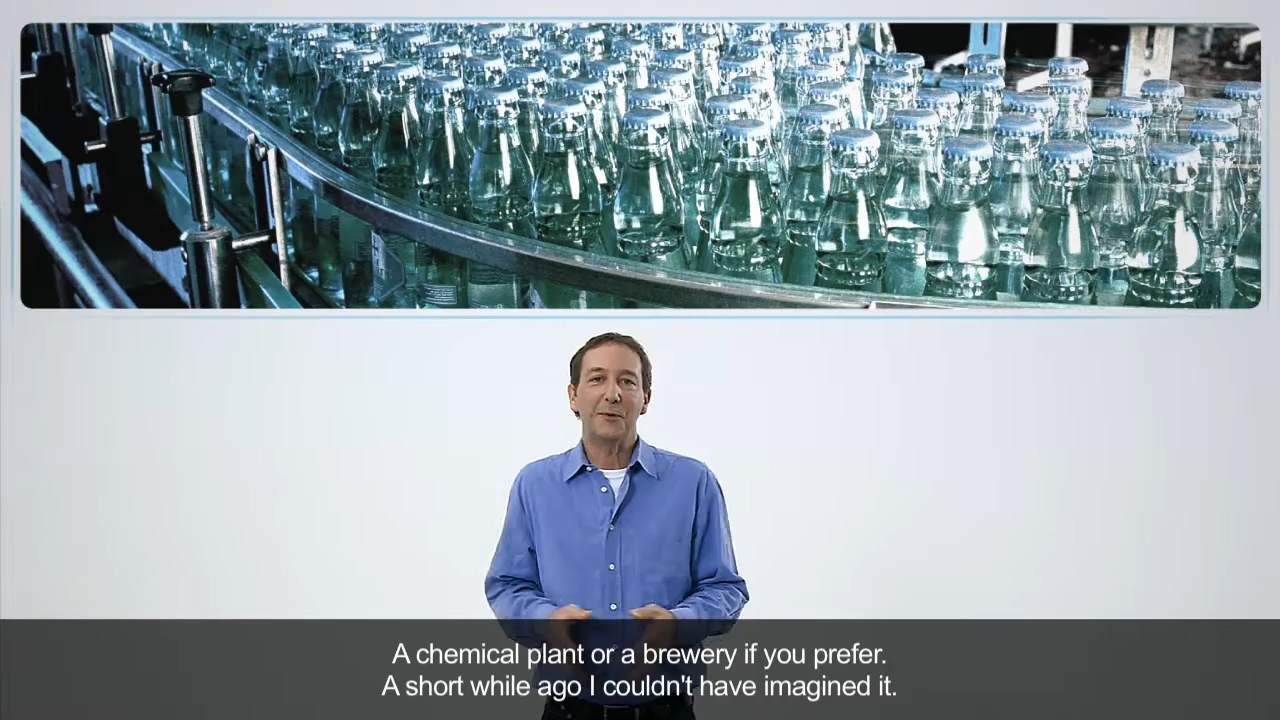 A chemical plant or a brewery if you prefer.
A short while ago I couldn't have imagined it.